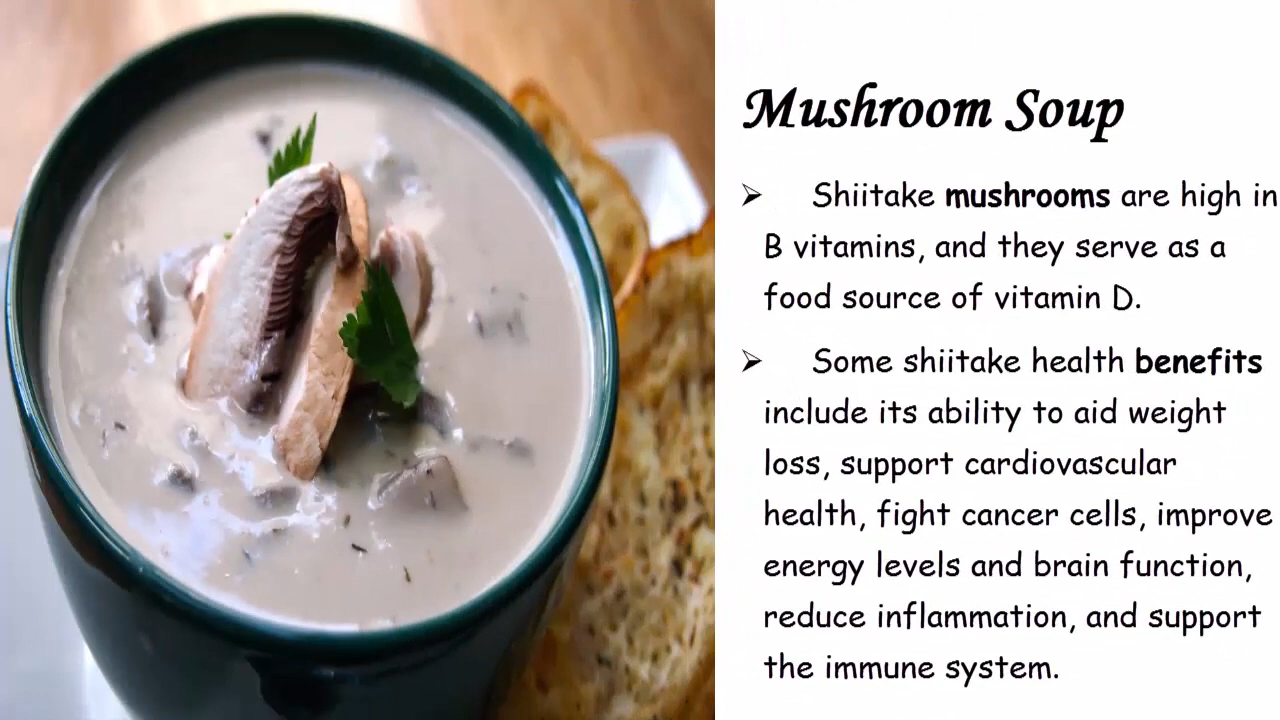 Mushroom Soup
➢ Shiitake mushrooms are high in
B vitamins, and they serve as a
food source of vitamin D.
➢ Some shiitake health benefits
include its ability to aid weight
loss, support cardiovascular
health, fight cancer cells, improve
energy levels and brain function,
reduce inflammation, and support
the immune system.